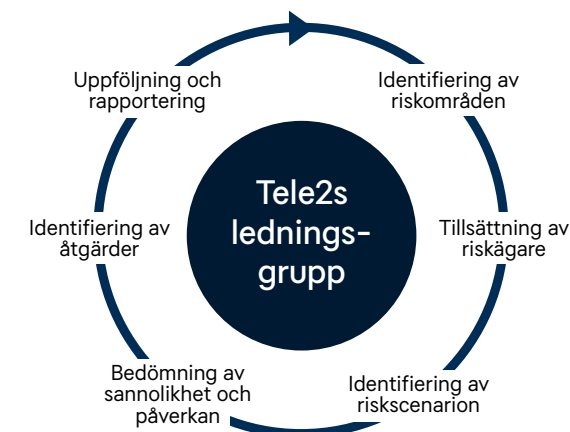 Identifiering av
riskområden
Tillsättning av
riskägare
Identifiering av
riskscenarion
Bedömning av
sannolikhet och
påverkan
Identifiering av
åtgärder
Uppföljning och
rapportering
Tele2s
lednings-
grupp